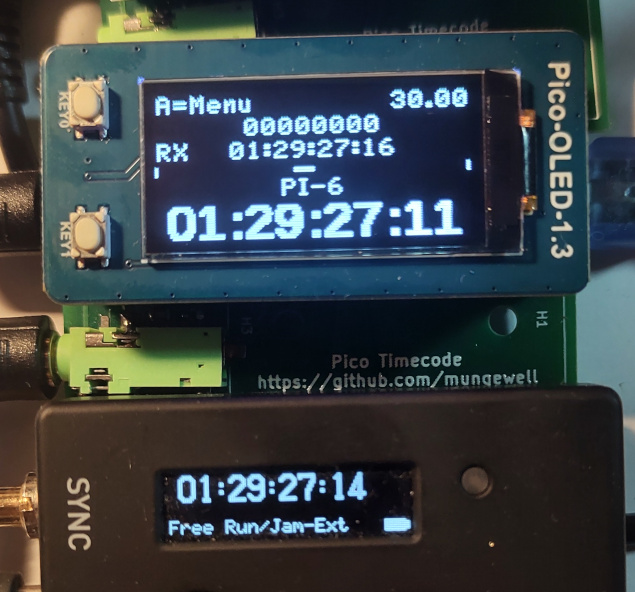 Pico Timecode
KEY0
A=Menu 30.00
00000000
RX 01:29:27:16
PI-6
01:29:27:11
KEY1
Pico-OLED-1.3
H1
Pico Timecode
https://github.com/mungewell
SYNC
01:29:27:14
Free Run/Jam-Ext